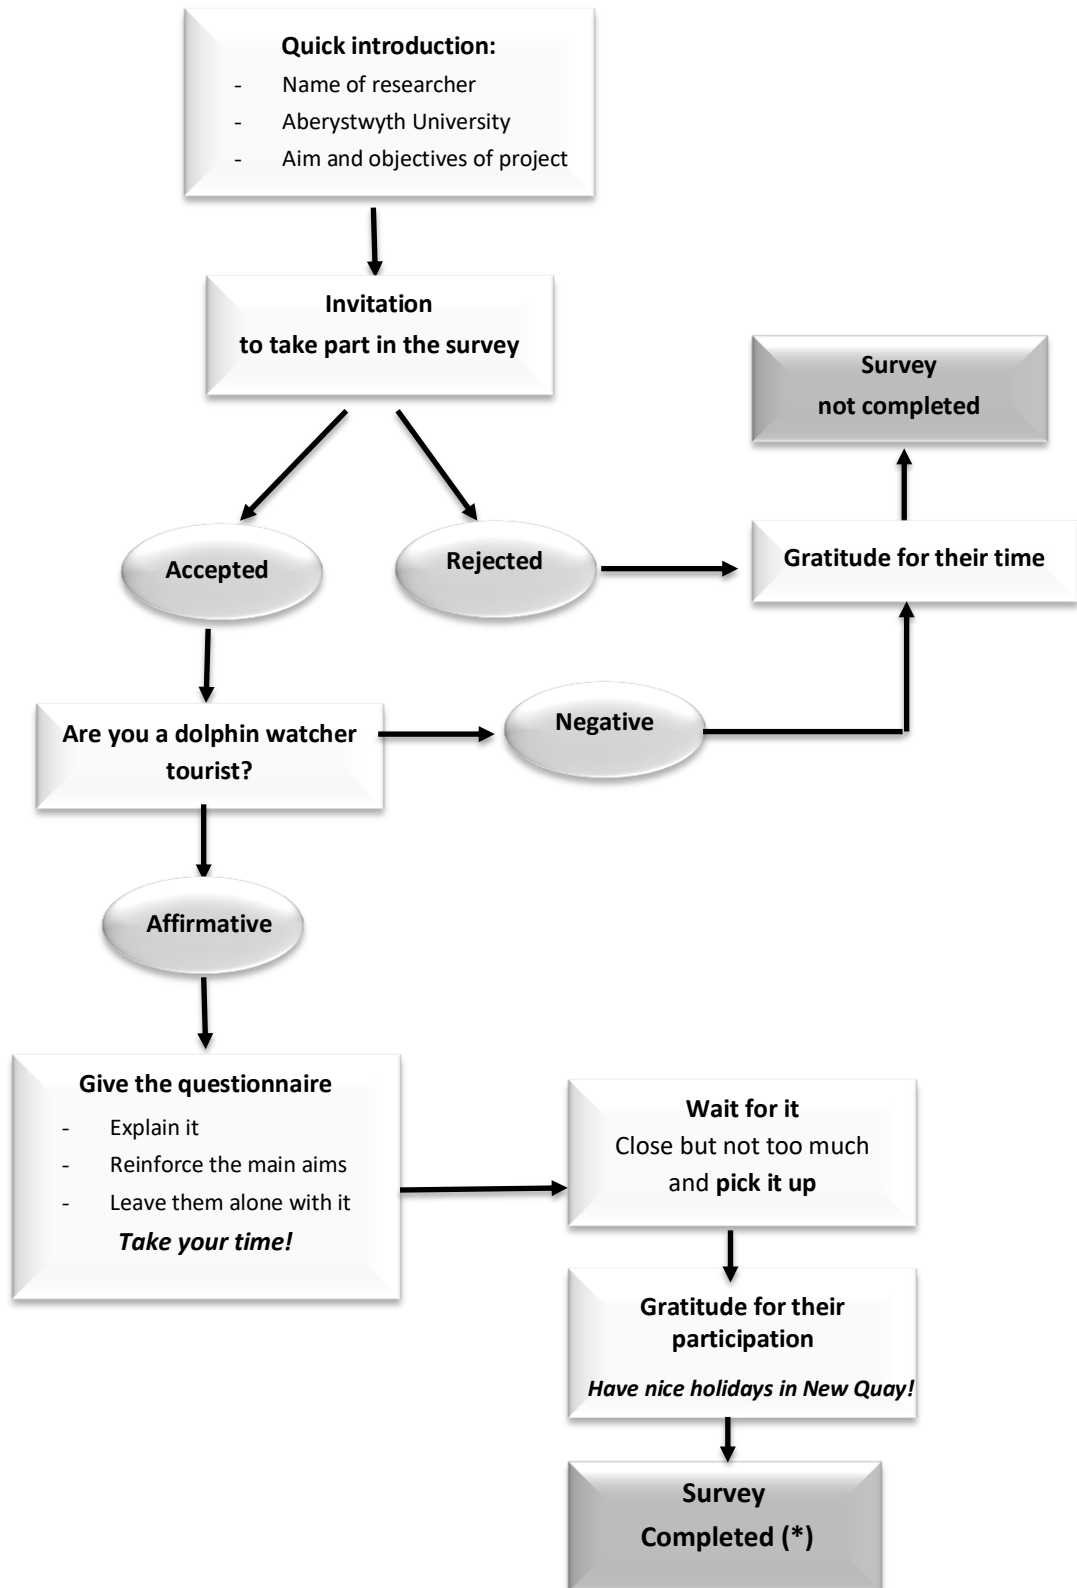 Quick introduction:
- Name of researcher
- Aberystwyth University
- Aim and objectives of project
Invitation
to take part in the survey
Survey
not completed
Accepted
Rejected
Gratitude for their time
Are you a dolphin watcher
tourist?
Negative
Affirmative
Give the questionnaire
- Explain it
- Reinforce the main aims
- Leave them alone with it
Take your time!
Wait for it
Close but not too much
and pick it up
Gratitude for their
participation
Have nice holidays in New Quay!
Survey
Completed (*)